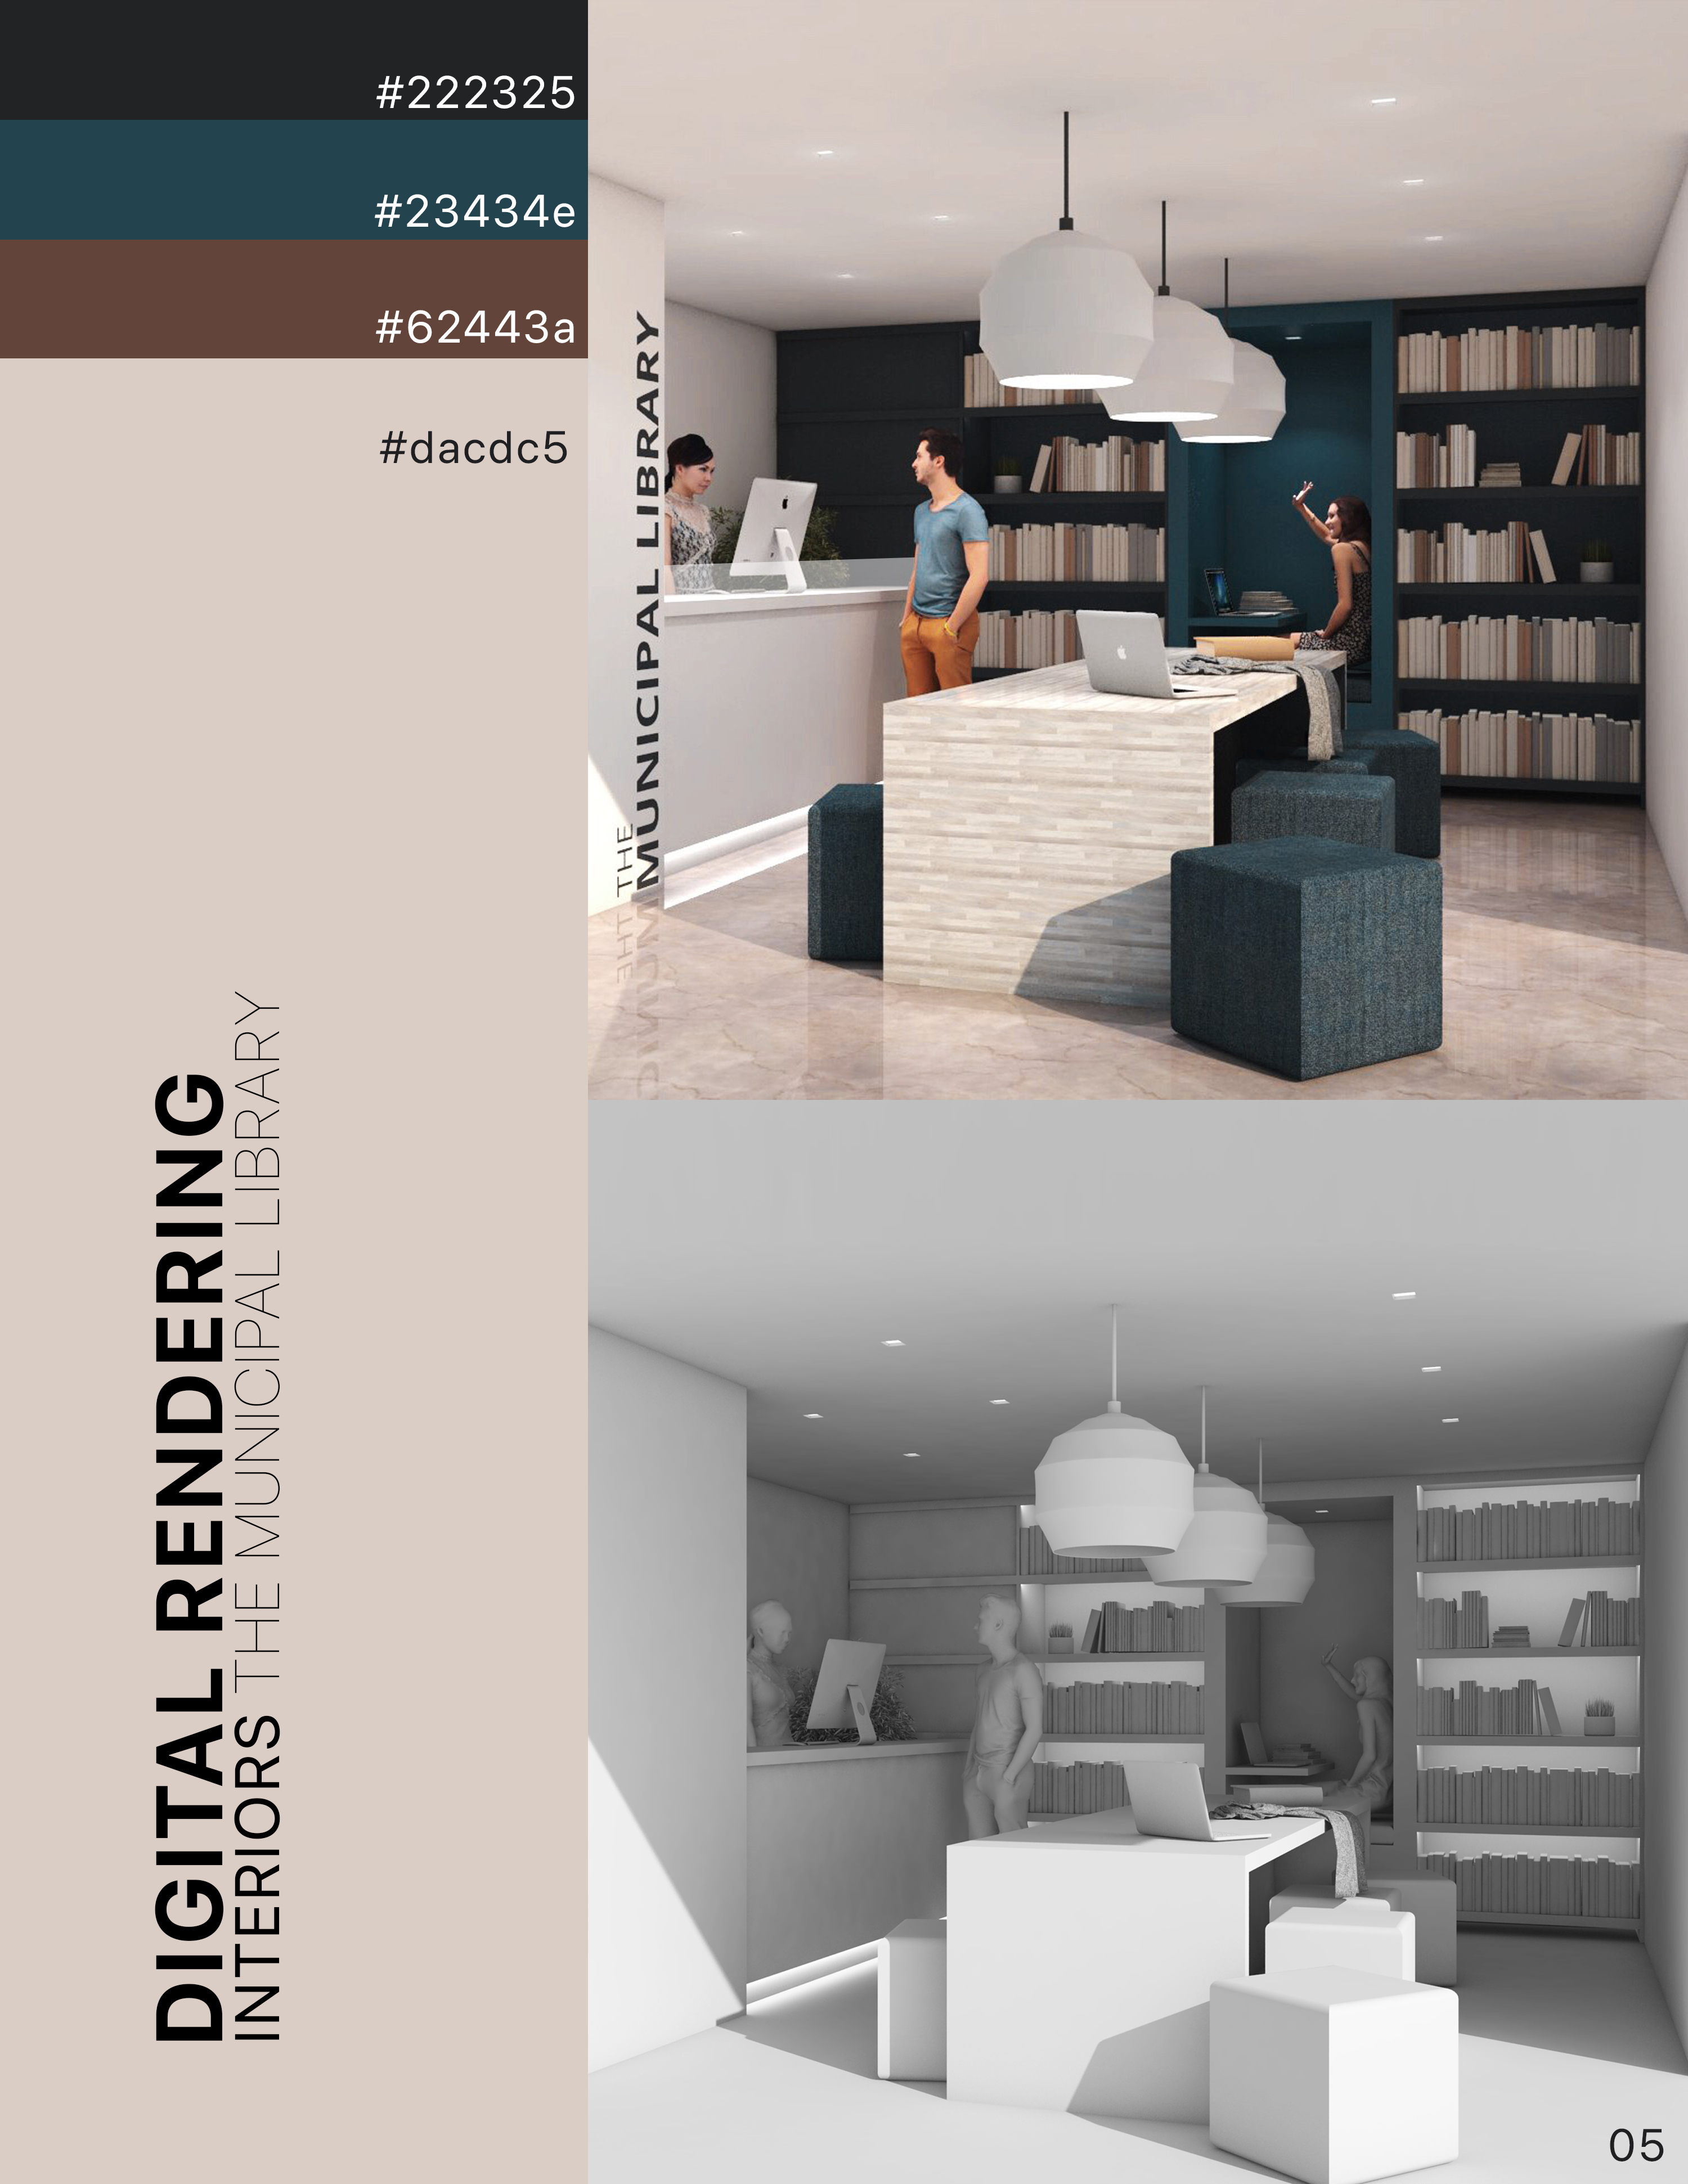 #222325
#23434e
#62443a
#dacdc5
DIGITAL RENDERING
INTERIORS THE MUNICIPAL LIBRARY
THE
MUNICIPAL LIBRARY
05